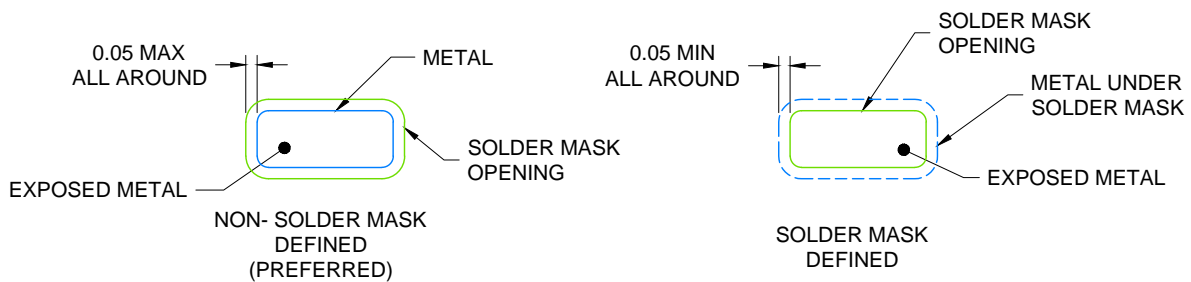 0.05 MAX
ALL AROUND
METAL
SOLDER MASK
OPENING
EXPOSED METAL
NON- SOLDER MASK
DEFINED
(PREFERRED)
SOLDER MASK
OPENING
0.05 MIN
ALL AROUND
METAL UNDER
SOLDER MASK
EXPOSED METAL
SOLDER MASK
DEFINED